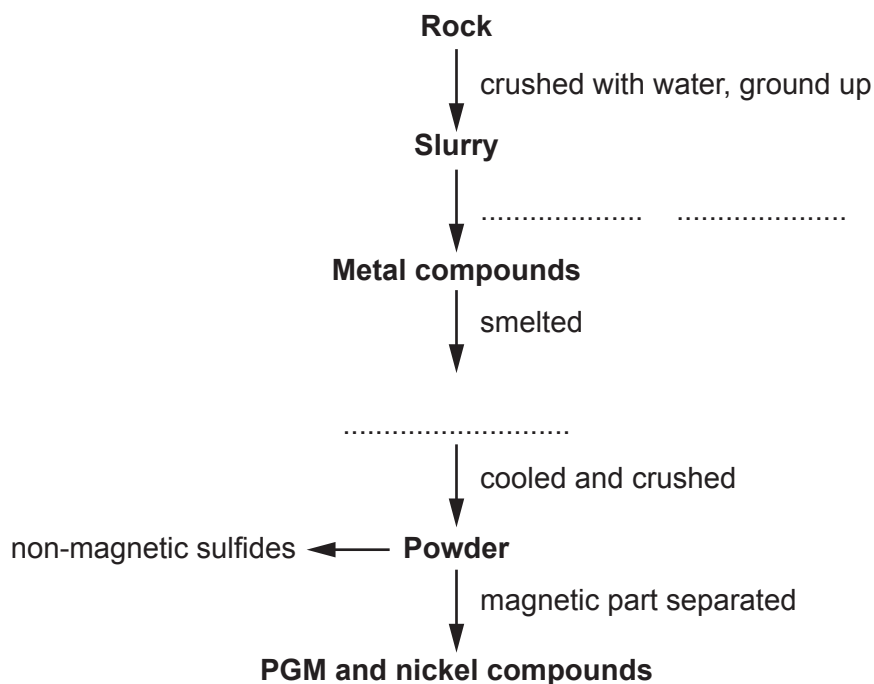 Rock
crushed with water, ground up
Slurry
.................... .....................
Metal compounds
smelted
............................
cooled and crushed
non-magnetic sulfides
Powder
magnetic part separated
PGM and nickel compounds